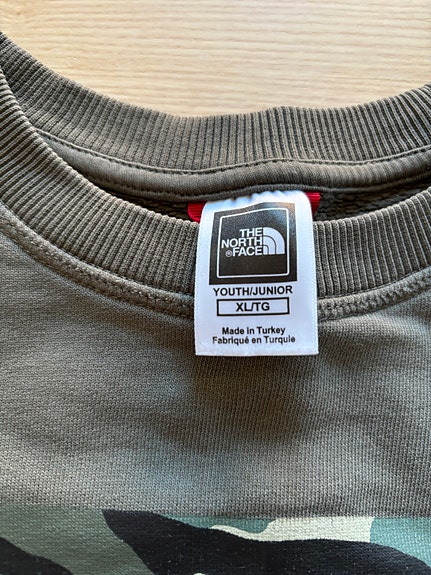 THE
NORTH
®FACE
YOUTH/JUNIOR
XL/TG
Made in Turkey
Fabriqué en Turquie